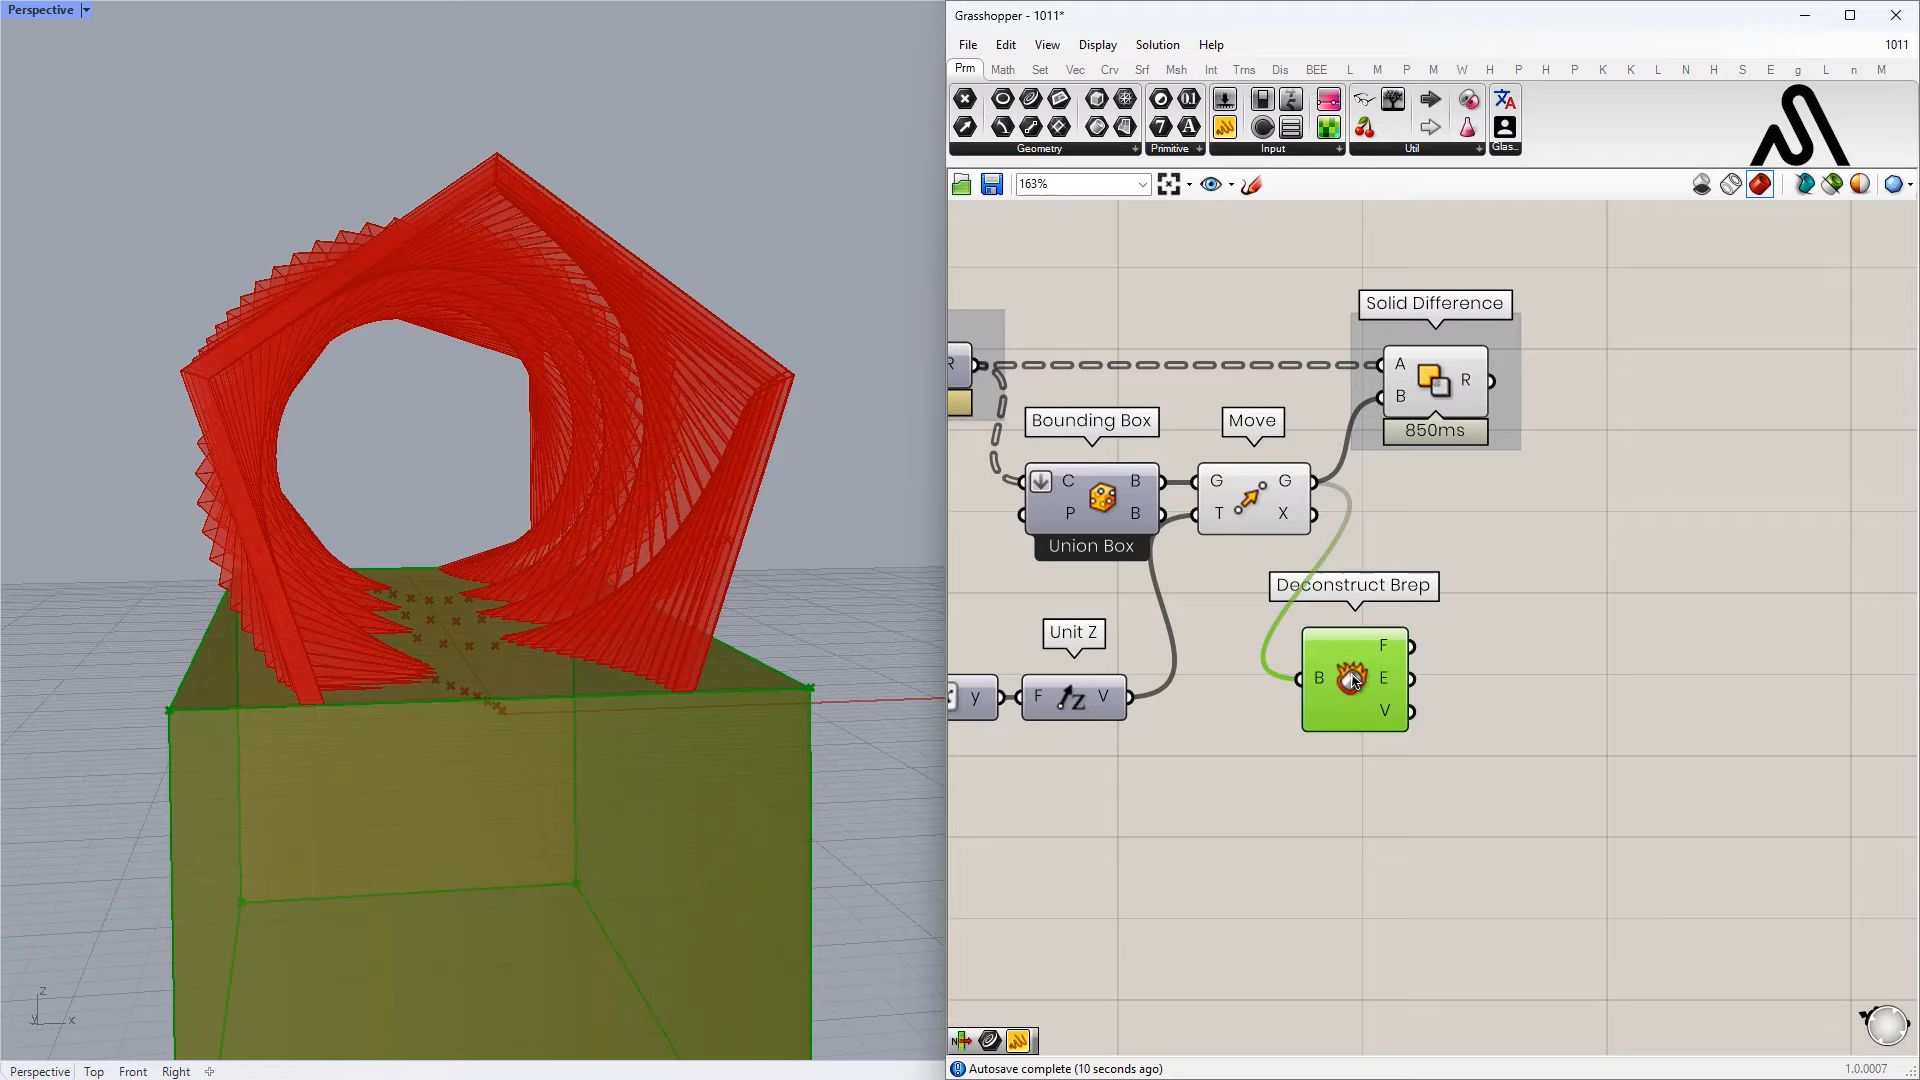 Perspective
Grasshopper - 1011*
File Edit View Display Solution Help 1011
Prm Math Set Vec Crv Srf Msh Int Trns Dis BEE L M P M W H P H P K K L N H S E g L n M
Geometry Primitive Input Util Glas..
163%
Solid Difference
A
B
R
850ms
R
Bounding Box
C B
P B
Union Box
Move
G G
T X
Deconstruct Brep
F
B E
V
Unit Z
y F V
z
y x
Perspective Top Front Right
Autosave complete (10 seconds ago) 1.0.0007